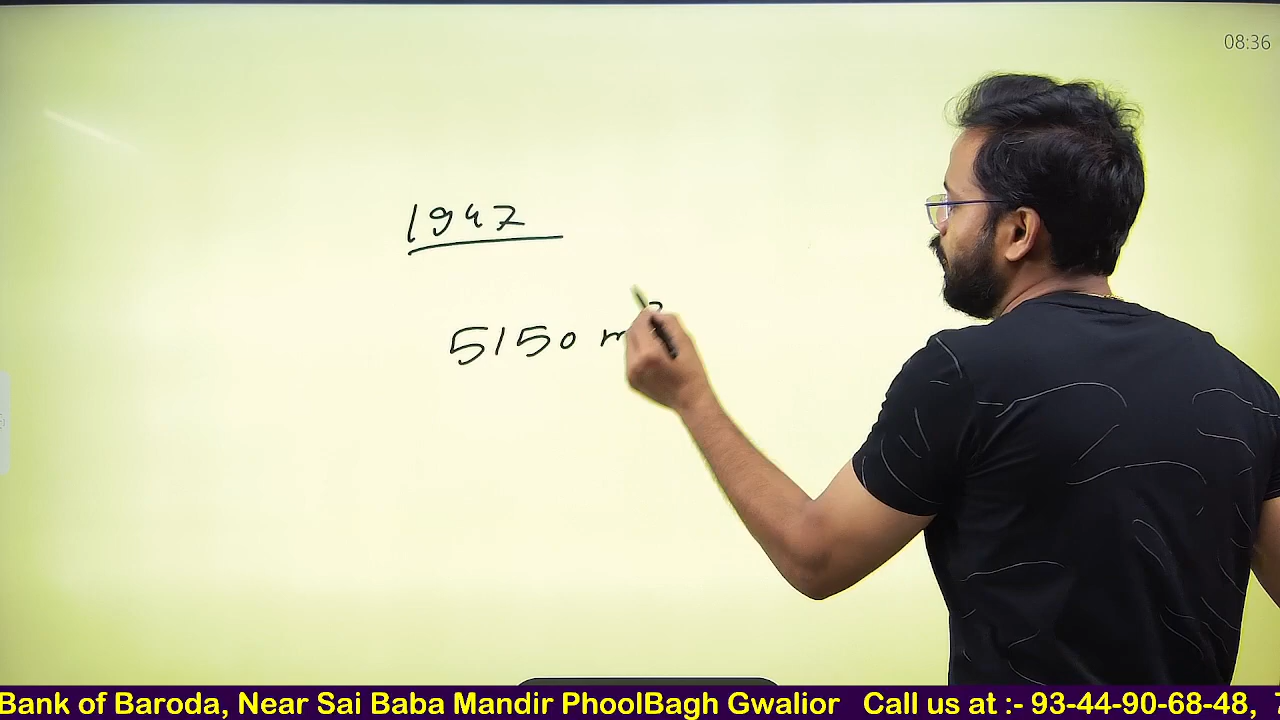 08:36
1947
5150 m
Bank of Baroda, Near Sai Baba Mandir PhoolBagh Gwalior Call us at :- 93-44-90-68-48,